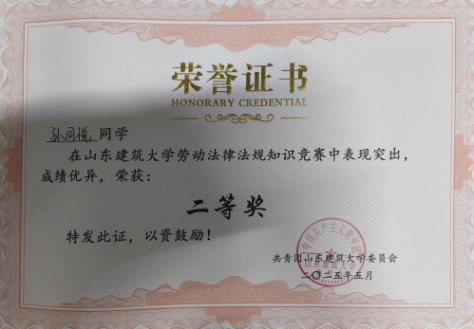 荣誉证书
HONORARY CREDENTIAL
孙同 同学
在山东建筑大学劳动法律法规知识竞赛中表现突出，
成绩优异，荣获：
二等奖
特发此证，以资鼓励！
共青团山东建筑大学委员会
二〇二五年五月